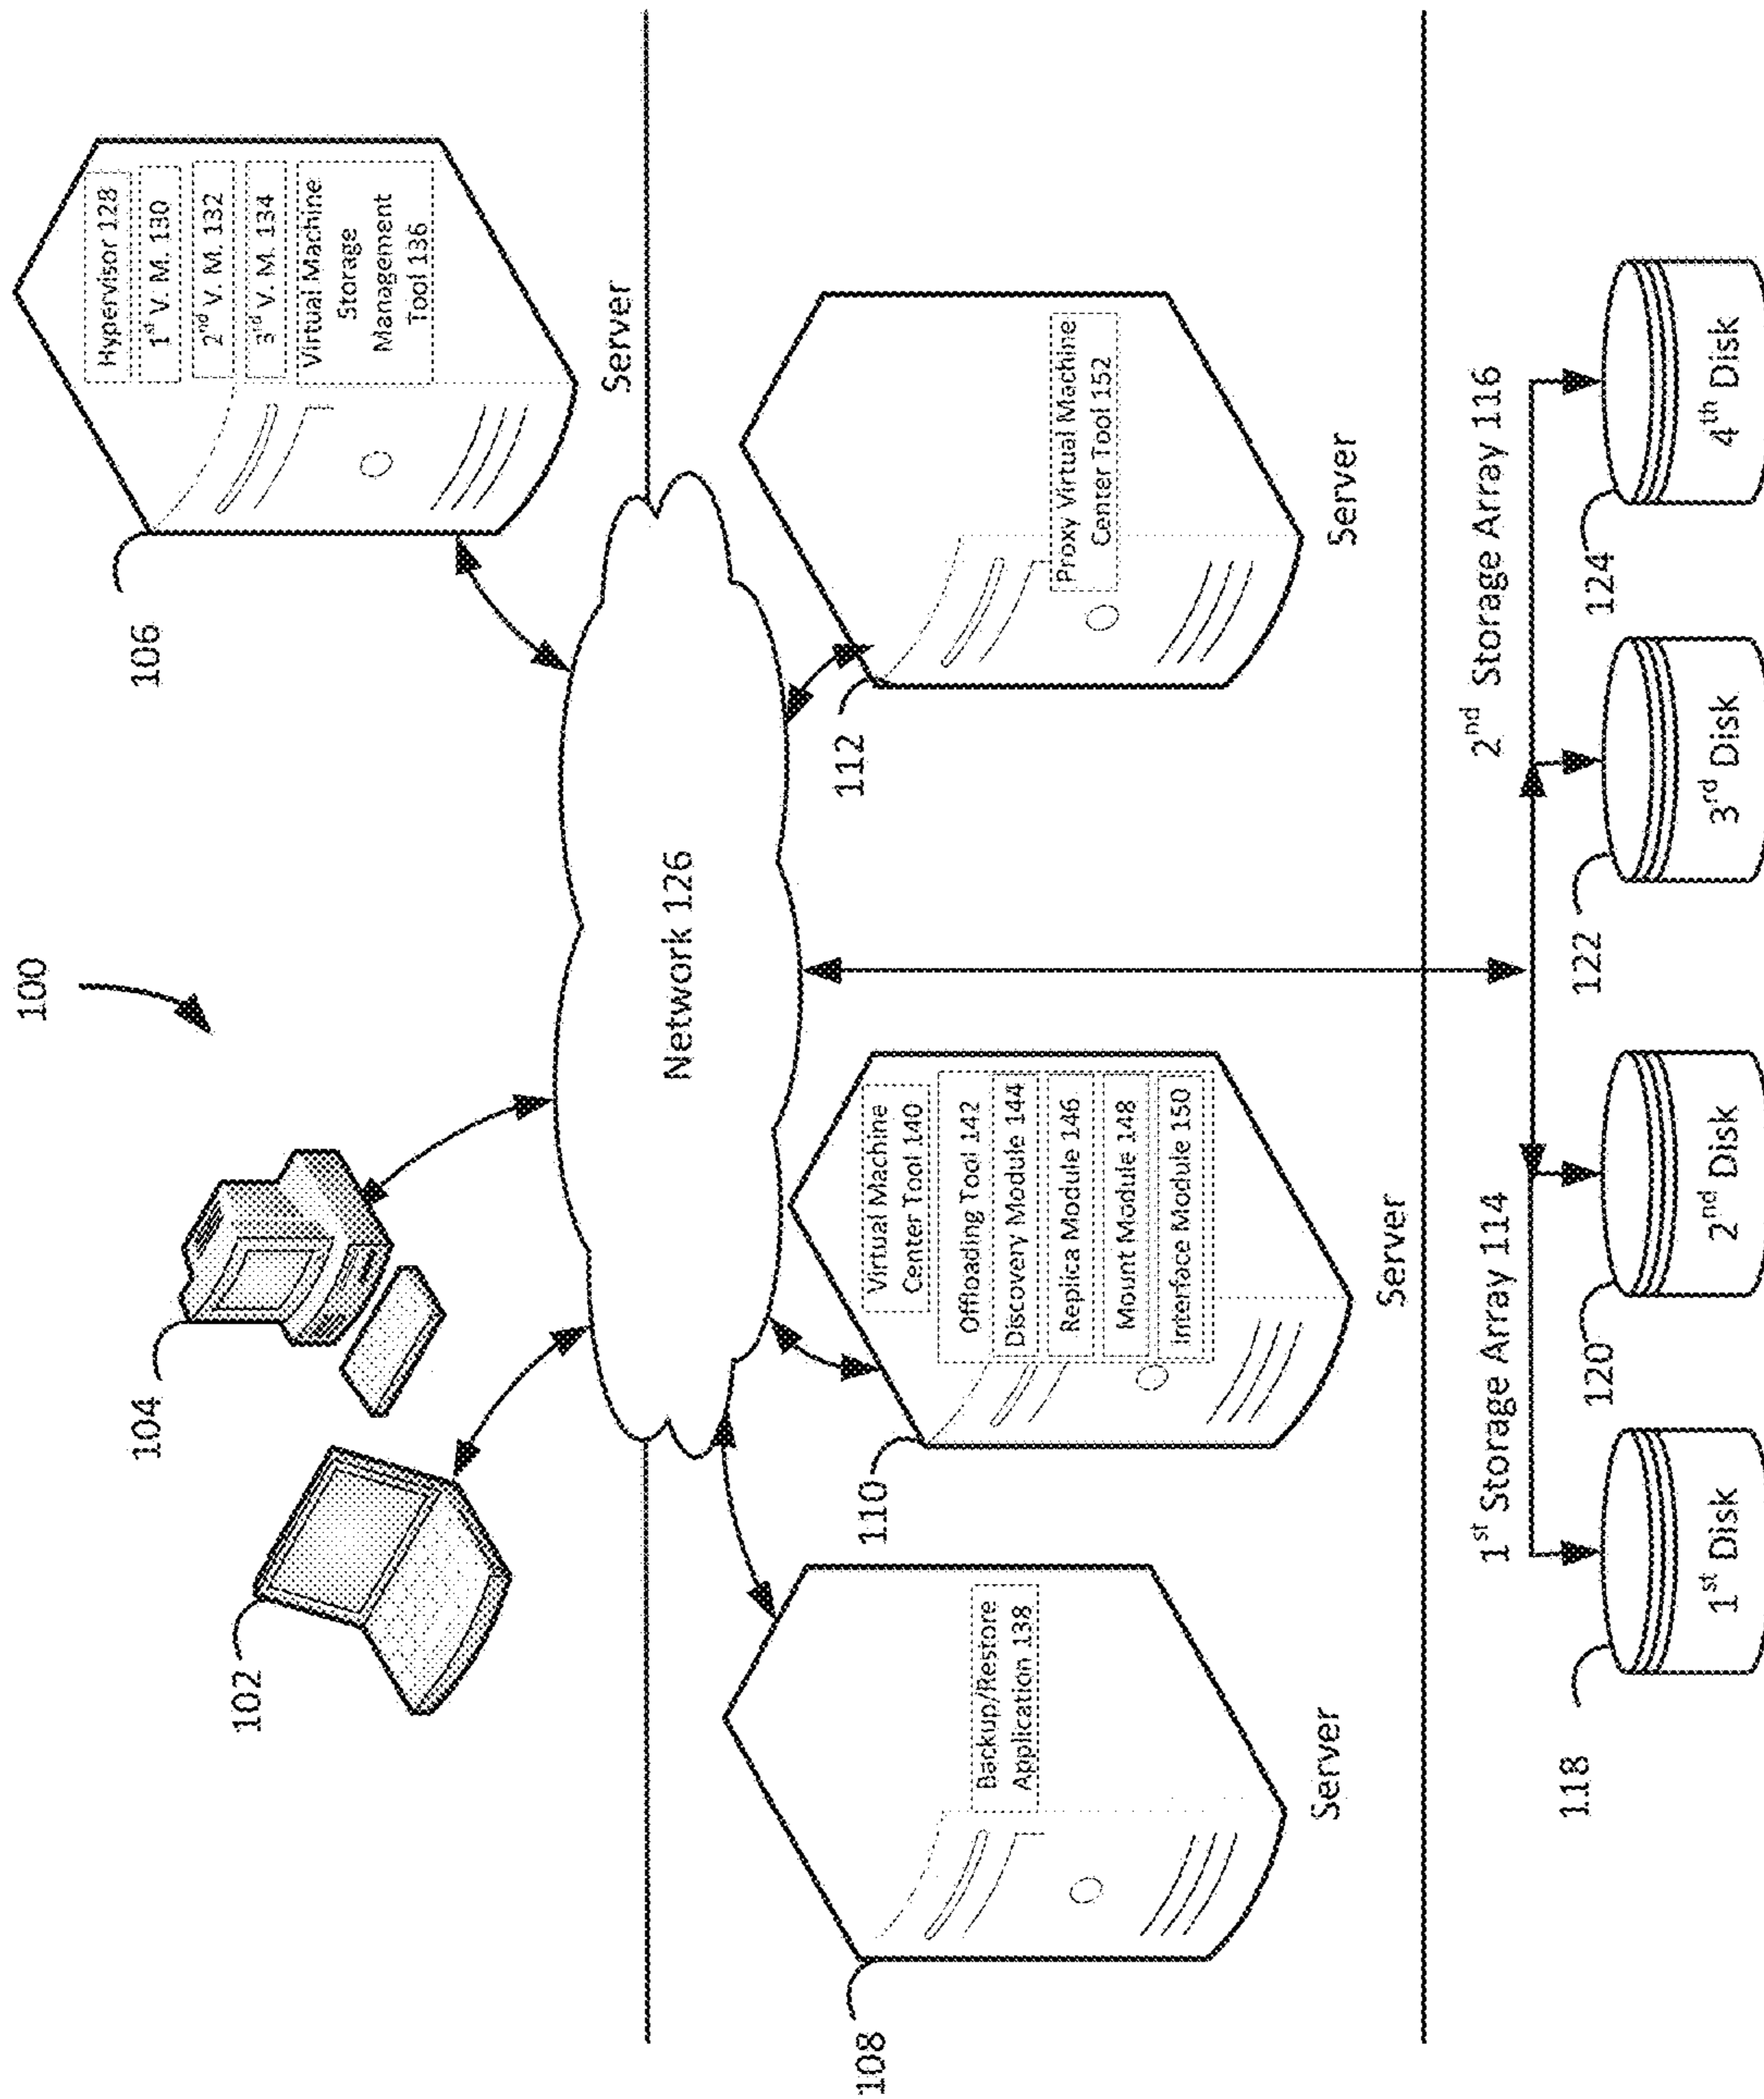 100
102
104
106
Hypervisor 128
1st V. M. 130
2nd V. M. 132
3rd V. M. 134
Virtual Machine
Storage
Management
Tool 136
Server
Network 126
108
Backup/Restore
Application 138
Server
110
Virtual Machine
Center Tool 140
Offloading Tool 142
Discovery Module 144
Replica Module 146
Mount Module 148
Interface Module 150
Server
112
Proxy Virtual Machine
Center Tool 152
Server
1st Storage Array 114
2nd Storage Array 116
118
1st Disk
120
2nd Disk
122
3rd Disk
124
4th Disk